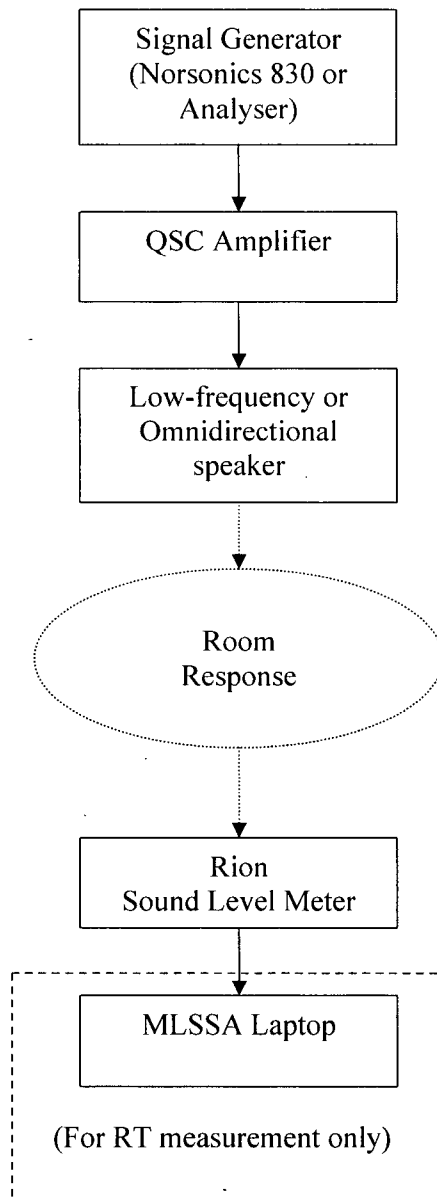 Signal Generator
(Norsonics 830 or
Analyser)
QSC Amplifier
Low-frequency or
Omnidirectional
speaker
Room
Response
Rion
Sound Level Meter
MLSSA Laptop
(For RT measurement only)